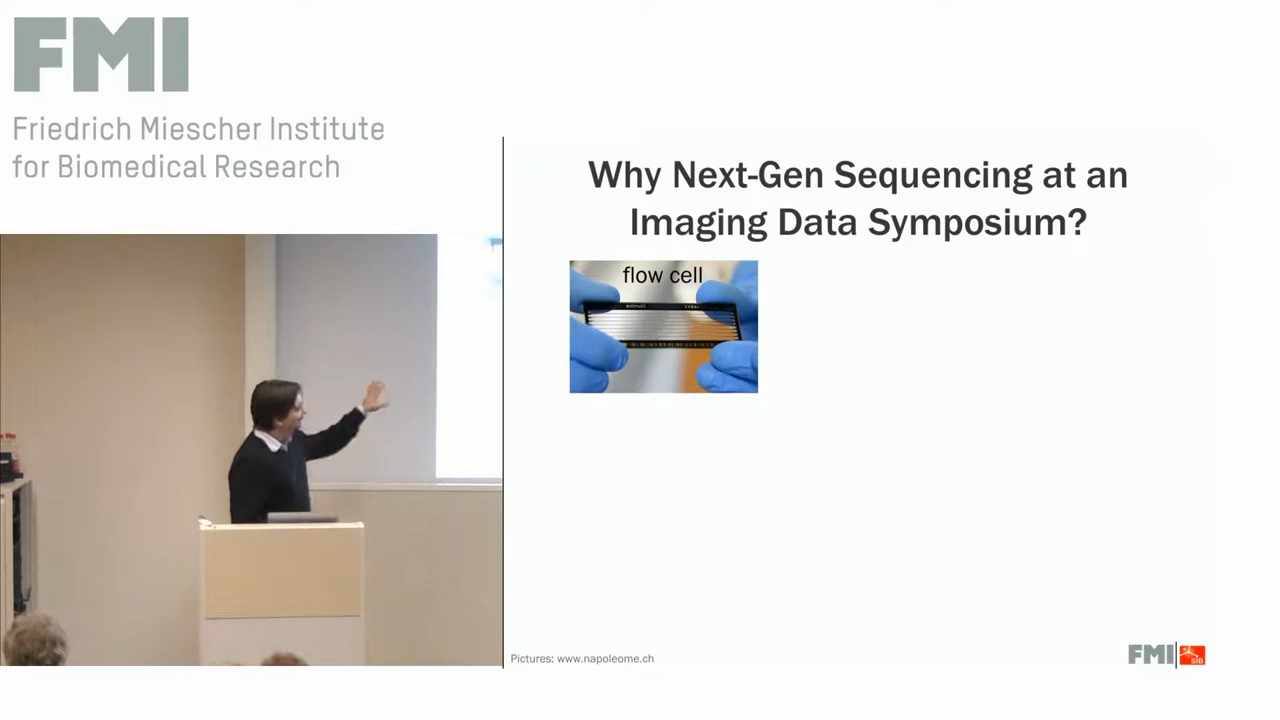 FMI
Friedrich Miescher Institute
for Biomedical Research
Why Next-Gen Sequencing at an
Imaging Data Symposium?
flow cell
Pictures: www.napoleome.ch
FMI
SIB